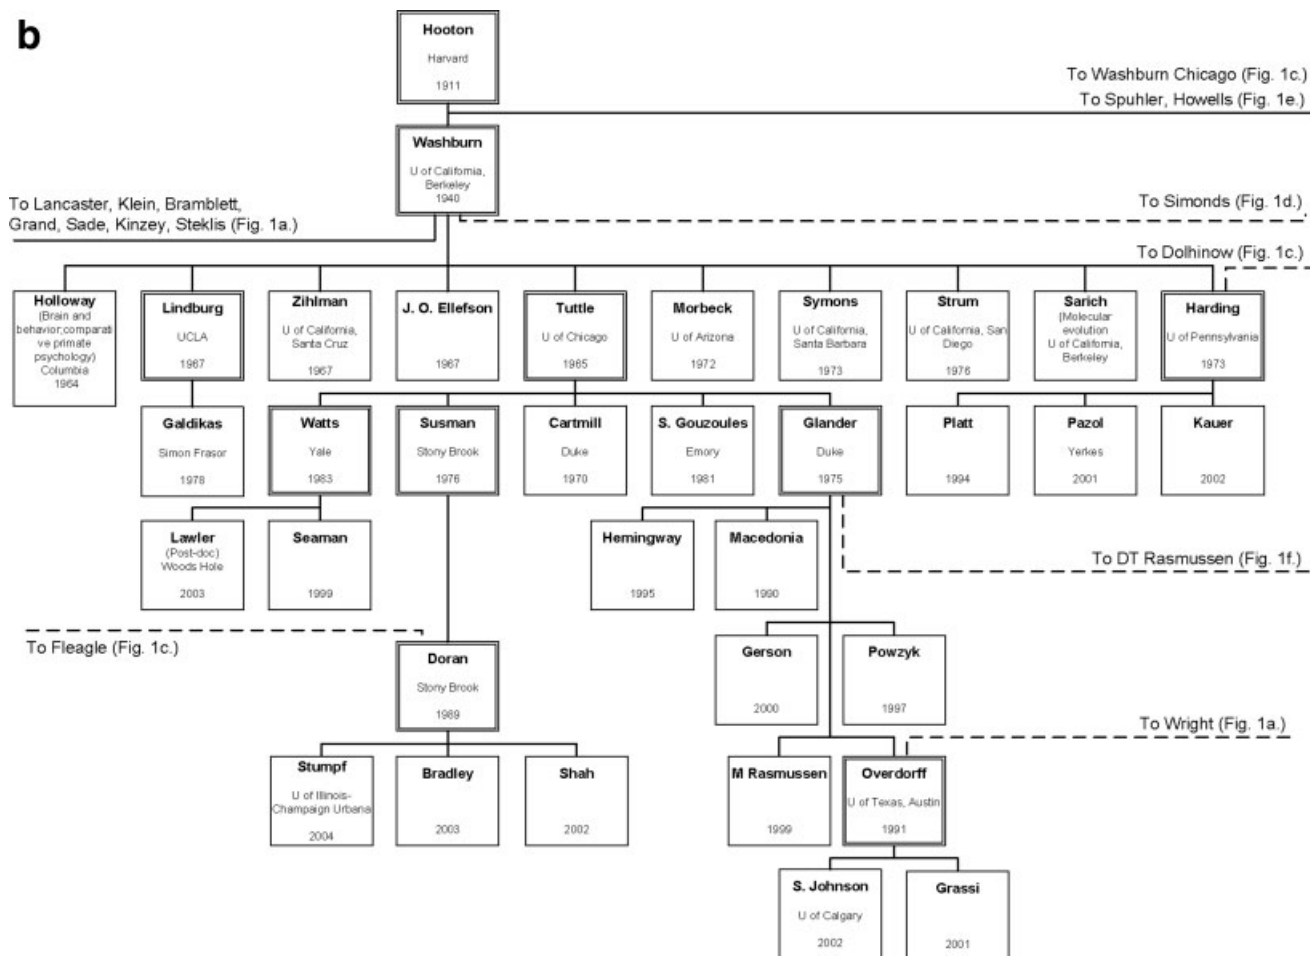 b
Hooton
Harvard
1911
To Washburn Chicago (Fig. 1c.)
To Spuhler, Howells (Fig. 1e.)
Washburn
U of California,
Berkeley
1940
To Lancaster, Klein, Bramblett,
Grand, Sade, Kinzey, Steklis (Fig. 1a.)
To Simonds (Fig. 1d.)
To Dolhinow (Fig. 1c.)
Holloway
(Brain and
behavior;comparati
ve primate
psychology)
Columbia
1964
Lindburg
UCLA
1967
Zihlman
U of California,
Santa Cruz
1967
J. O. Ellefson
1967
Tuttle
U of Chicago
1965
Morbeck
U of Arizona
1972
Symons
U of California,
Santa Barbara
1973
Strum
U of California, San
Diego
1976
Sarich
(Molecular
evolution
U of California,
Berkeley
Harding
U of Pennsylvania
1973
Galdikas
Simon Frasor
1978
Watts
Yale
1983
Susman
Stony Brook
1976
Cartmill
Duke
1970
S. Gouzoules
Emory
1981
Glander
Duke
1975
Platt
1994
Pazol
Yerkes
2001
Kauer
2002
Lawler
(Post-doc)
Woods Hole
2003
Seaman
1999
Hemingway
1995
Macedonia
1990
To DT Rasmussen (Fig. 1f.)
To Fleagle (Fig. 1c.)
Doran
Stony Brook
1989
Gerson
2000
Powzyk
1997
To Wright (Fig. 1a.)
Stumpf
U of Illinois-
Champaign Urbana
2004
Bradley
2003
Shah
2002
M Rasmussen
1999
Overdorff
U of Texas, Austin
1991
S. Johnson
U of Calgary
2002
Grassi
2001